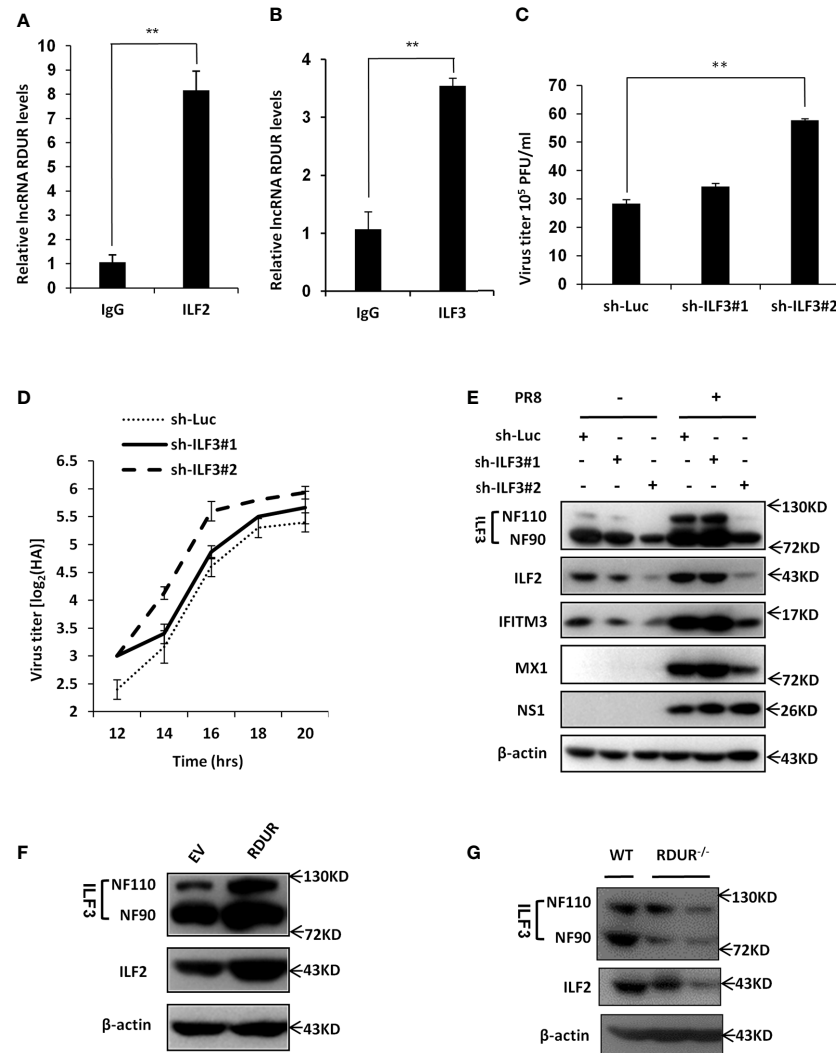 A
**
Relative lncRNA RDUR levels
10
9
8
7
6
5
4
3
2
1
0
IgG ILF2
B
**
Relative lncRNA RDUR levels
4
3
2
1
0
IgG ILF3
C
**
Virus titer 10⁵ PFU/ml
70
60
50
40
30
20
10
0
sh-Luc sh-ILF3#1 sh-ILF3#2
D
sh-Luc
sh-ILF3#1
sh-ILF3#2
Virus titer [log₂(HA)]
6.5
6
5.5
5
4.5
4
3.5
3
2.5
2
12 14 16 18 20
Time (hrs)
E
PR8 - +
sh-Luc + - - + - -
sh-ILF3#1 - + - - + -
sh-ILF3#2 - - + - - +
ILF3
NF110 130KD
NF90 72KD
ILF2 43KD
IFITM3 17KD
MX1 72KD
NS1 26KD
β-actin 43KD
F
EV RDUR
ILF3
NF110 130KD
NF90 72KD
ILF2 43KD
β-actin 43KD
G
WT RDUR⁻/⁻
ILF3
NF110 130KD
NF90 72KD
ILF2 43KD
β-actin 43KD